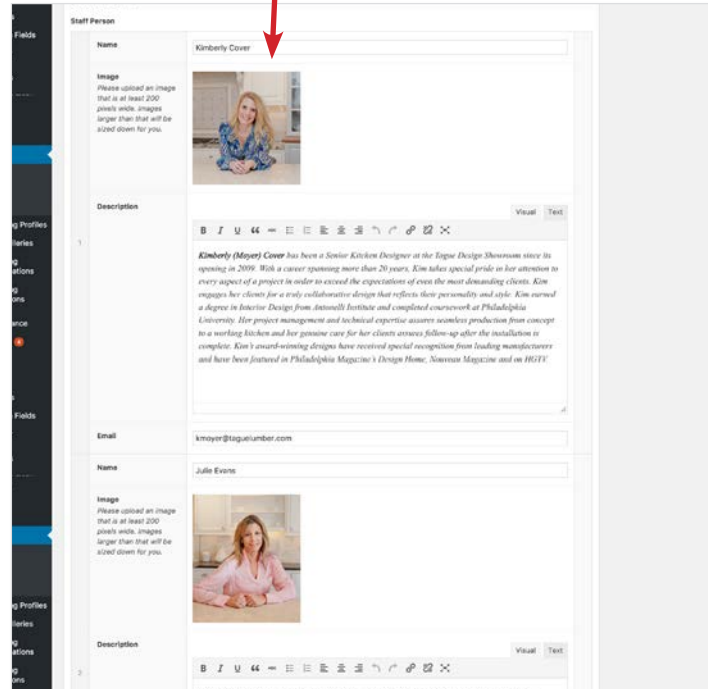 Staff Person
Fields
Name
Kimberly Cover
Image
Please upload an image
that is at least 200
pixels wide. Images
larger than that will be
sized down for you.
Description
Visual Text
B I U
g Profiles
lleries
g
ations
g
ons
ance
1
Kimberly (Moyer) Cover has been a Senior Kitchen Designer at the Tague Design Showroom since its
opening in 2009. With a career spanning more than 20 years, Kim takes special pride in her attention to
every aspect of a project in order to exceed the expectations of even the most demanding clients. Kim
engages her clients for a truly collaborative design that reflects their personality and style. Kim earned
a degree in Interior Design from Antonelli Institute and completed coursework at Philadelphia
University. Her project management and technical expertise assures seamless production from concept
to a working kitchen and her genuine care for her clients assures follow-up after the installation is
complete. Kim's award-winning designs have received special recognition from leading manufacturers
and have been featured in Philadelphia Magazine's Design Home, Nouveau Magazine and on HGTV.
Fields
Email
kmoyer@taguelumber.com
Name
Julie Evans
Image
Please upload an image
that is at least 200
pixels wide. Images
larger than that will be
sized down for you.
g Profiles
lleries
g
ations
g
ons
Description
Visual Text
B I U
2